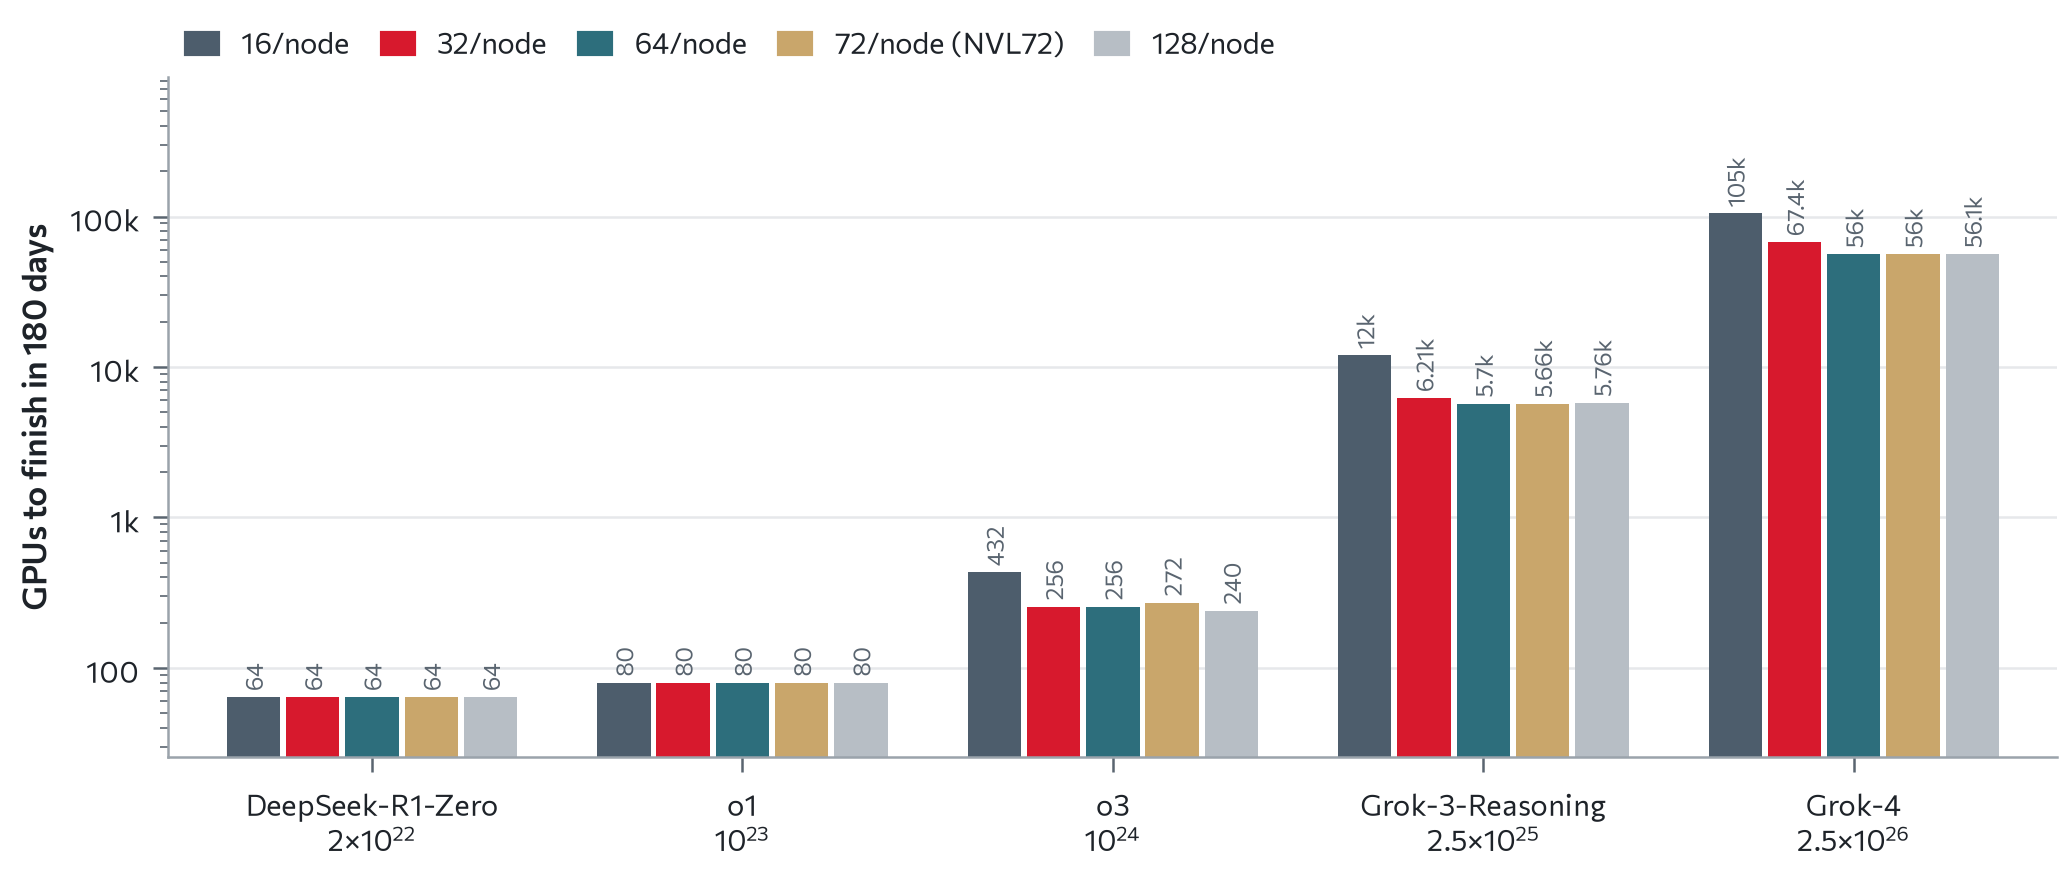 16/node 32/node 64/node 72/node (NVL72) 128/node
GPUs to finish in 180 days
100k
10k
1k
100
64 64 64 64 64
80 80 80 80 80
432 256 256 272 240
12k 6.21k 5.7k 5.66k 5.76k
105k 67.4k 56k 56k 56.1k
DeepSeek-R1-Zero
2×10²²
o1
10²³
o3
10²⁴
Grok-3-Reasoning
2.5×10²⁵
Grok-4
2.5×10²⁶